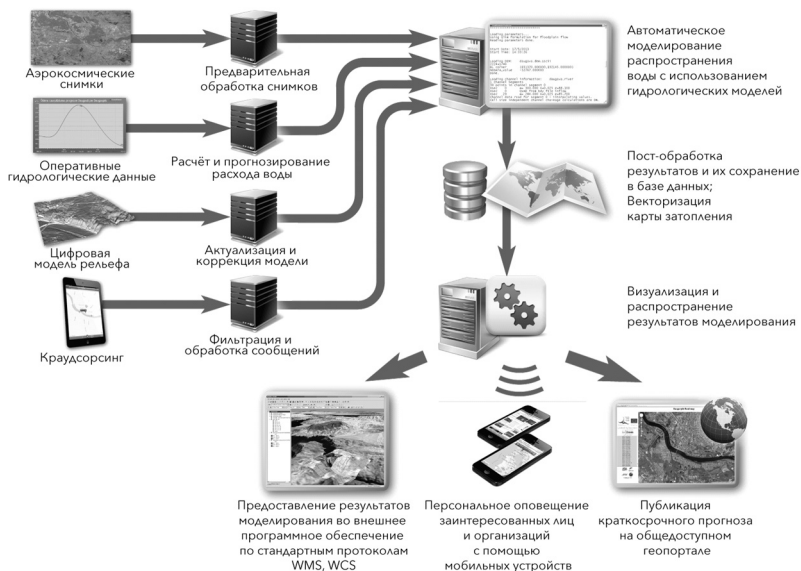 Аэрокосмические
снимки
Предварительная
обработка снимков
Автоматическое
моделирование
распространения
воды с использованием
гидрологических моделей
Оперативные
гидрологические данные
Расчёт и прогнозирование
расхода воды
Пост-обработка
результатов и их сохранение
в базе данных;
Векторизация
карты затопления
Цифровая
модель рельефа
Актуализация и
коррекция модели
Краудсорсинг
Фильтрация и
обработка сообщений
Визуализация и
распространение
результатов моделирования
Предоставление результатов
моделирования во внешнее
программное обеспечение
по стандартным протоколам
WMS, WCS
Персональное оповещение
заинтересованных лиц
и организаций
с помощью
мобильных устройств
Публикация
краткосрочного прогноза
на общедоступном
геопортале